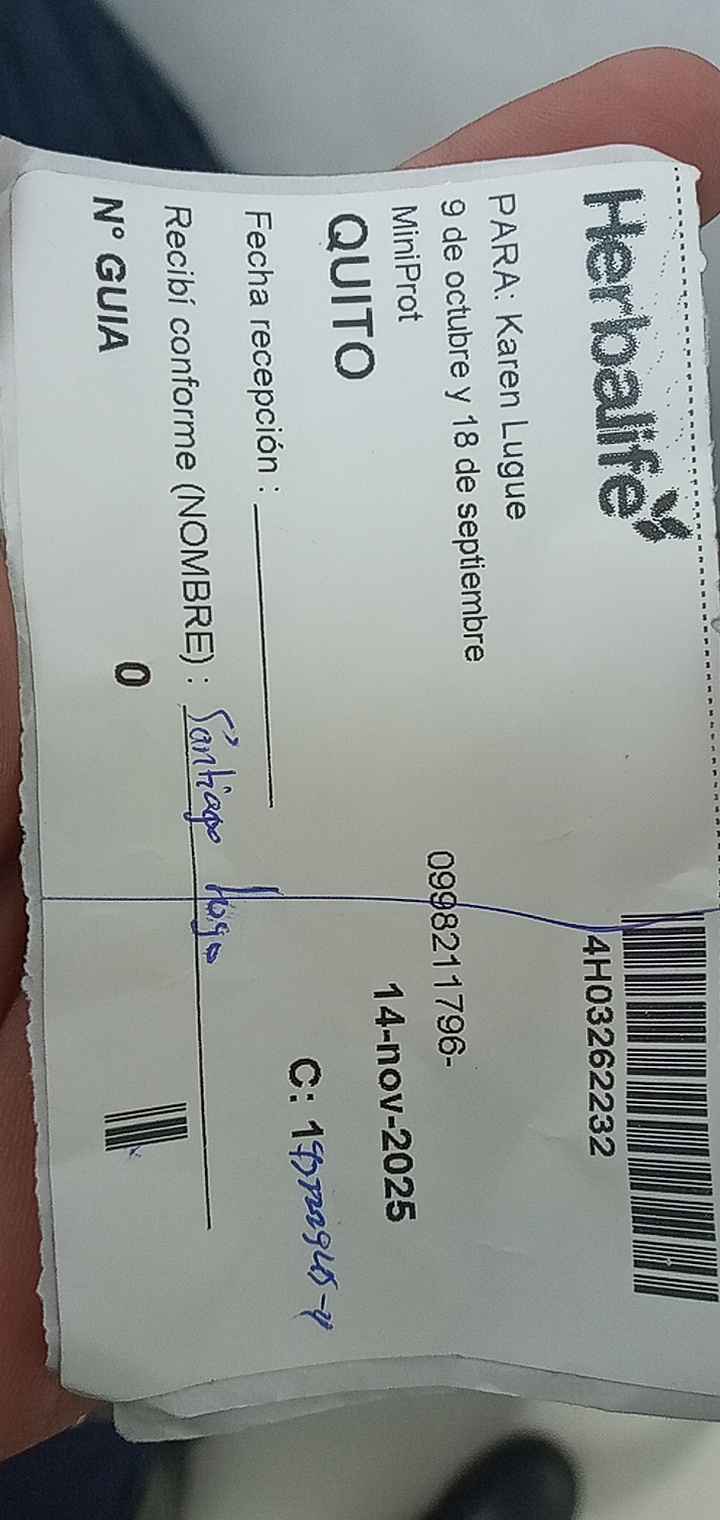 Herbalife
4H03262232
PARA: Karen Lugue
9 de octubre y 18 de septiembre
0998211796-
MiniProt
14-nov-2025
QUITO
C: 1
Fecha recepción :
Recibí conforme (NOMBRE) : Santiago
N° GUIA
0